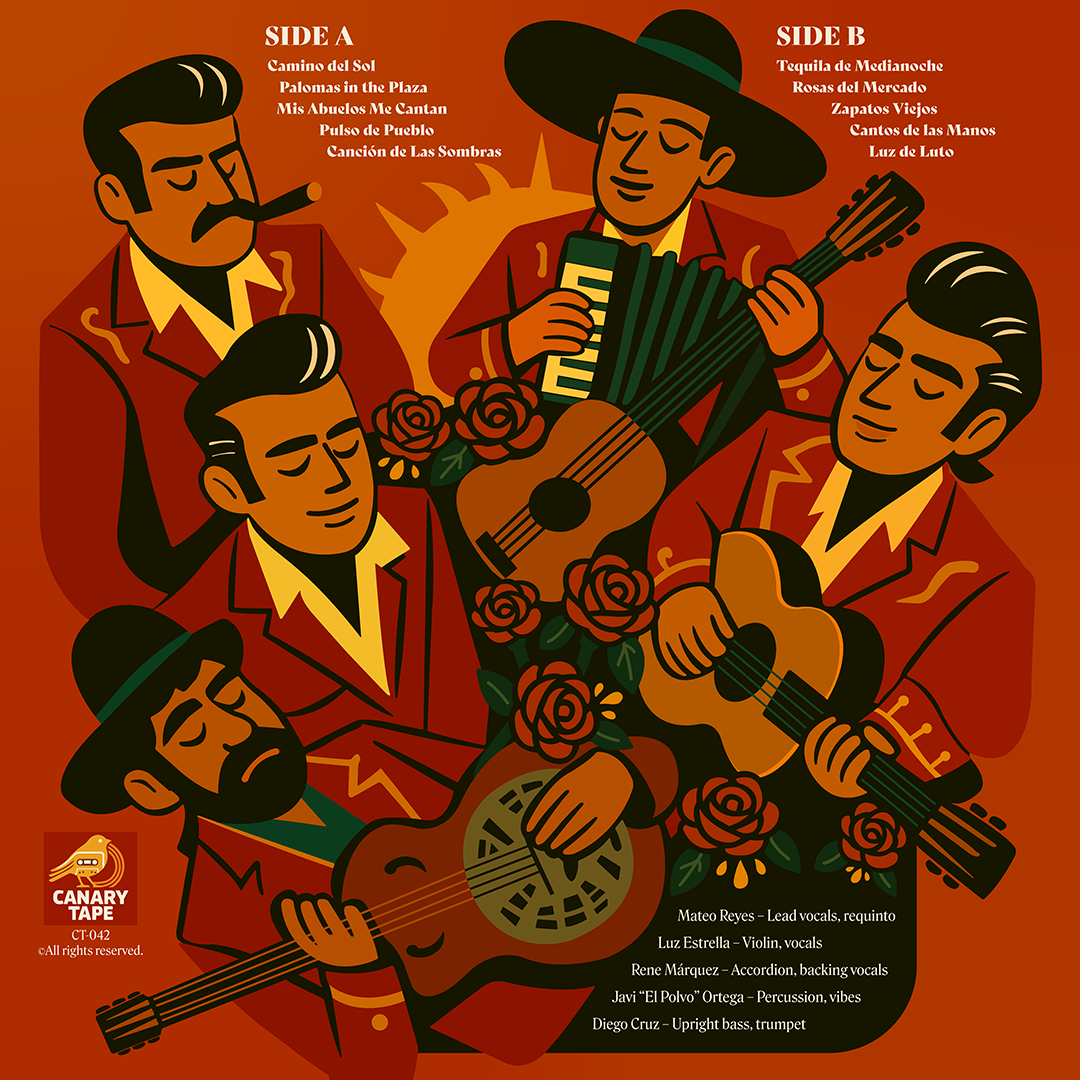 SIDE A
Camino del Sol
Palomas in the Plaza
Mis Abuelos Me Cantan
Pulso de Pueblo
Canción de Las Sombras
SIDE B
Tequila de Medianoche
Rosas del Mercado
Zapatos Viejos
Cantos de las Manos
Luz de Luto
CANARY
TAPE
CT-042
©All rights reserved.
Mateo Reyes – Lead vocals, requinto
Luz Estrella – Violin, vocals
Rene Márquez – Accordion, backing vocals
Javi “El Polvo” Ortega – Percussion, vibes
Diego Cruz – Upright bass, trumpet